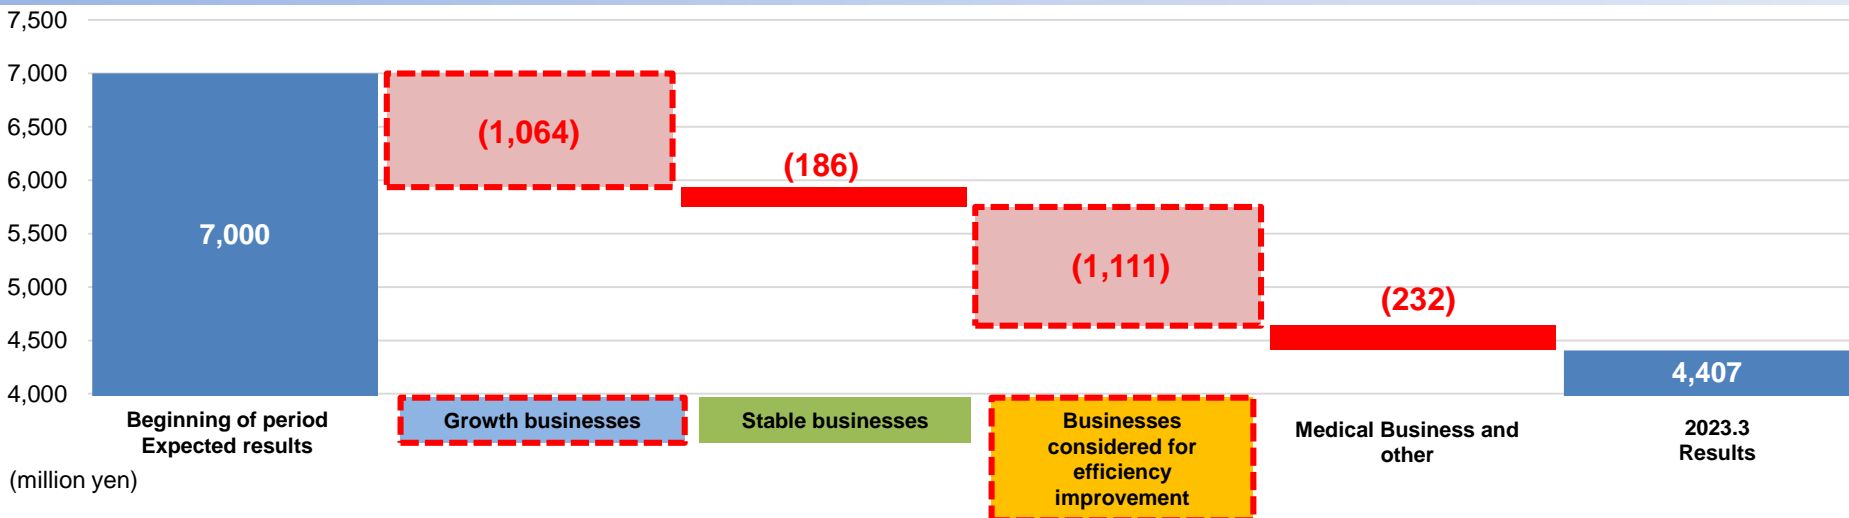 7,500
7,000
6,500
6,000
5,500
5,000
4,500
4,000
7,000
(1,064)
(186)
(1,111)
(232)
4,407
Beginning of period
Expected results
Growth businesses
Stable businesses
Businesses
considered for
efficiency
improvement
Medical Business and
other
2023.3
Results
(million yen)